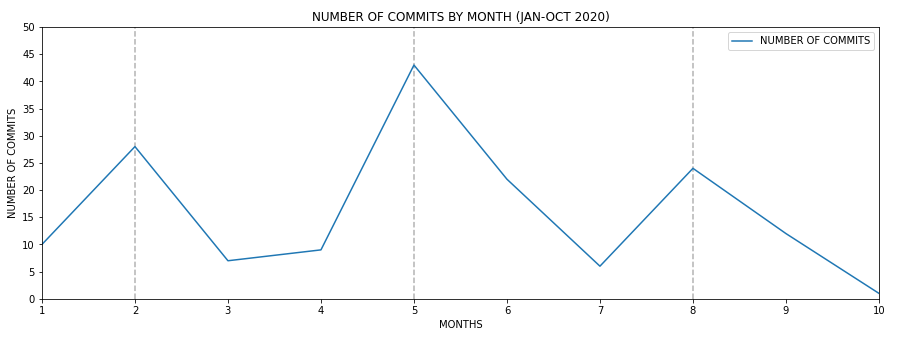 NUMBER OF COMMITS BY MONTH (JAN-OCT 2020)
NUMBER OF COMMITS
50
45
40
35
30
25
20
15
10
5
0
NUMBER OF COMMITS
1 2 3 4 5 6 7 8 9 10
MONTHS